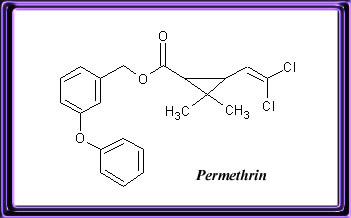 O
Cl
O
Cl
H₃C CH₃
O
Permethrin